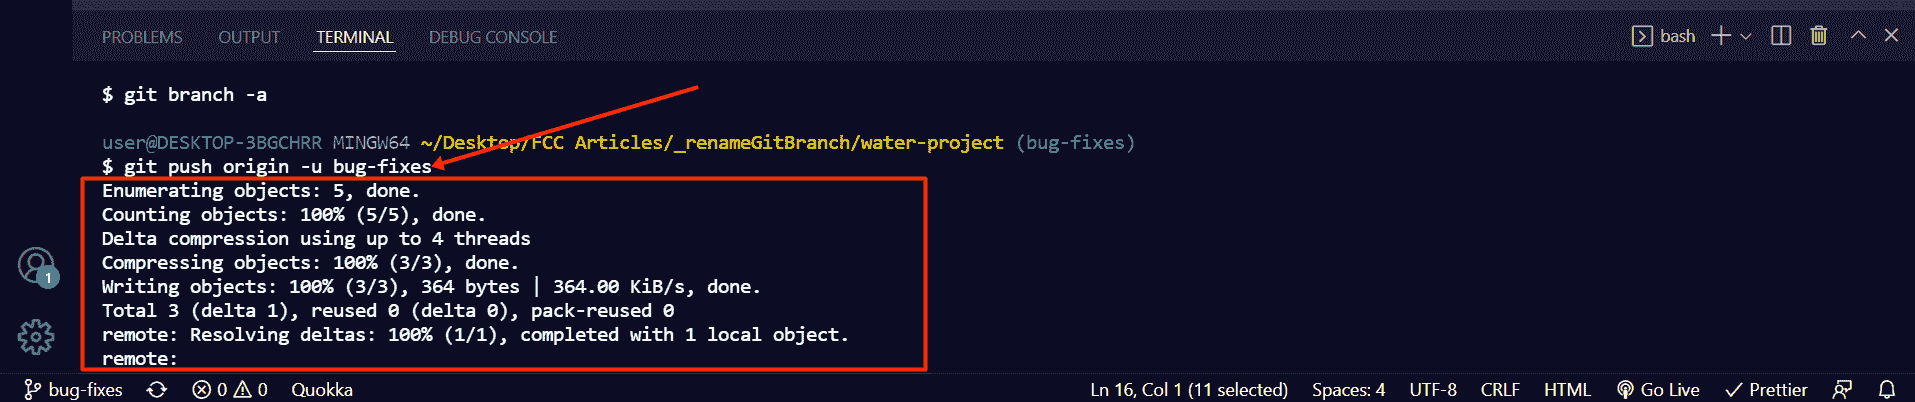 PROBLEMS OUTPUT TERMINAL DEBUG CONSOLE bash
$ git branch -a
user@DESKTOP-3BGCHRR MINGW64 ~/Desktop/FCC Articles/_renameGitBranch/water-project (bug-fixes)
$ git push origin -u bug-fixes
Enumerating objects: 5, done.
Counting objects: 100% (5/5), done.
Delta compression using up to 4 threads
Compressing objects: 100% (3/3), done.
Writing objects: 100% (3/3), 364 bytes | 364.00 KiB/s, done.
Total 3 (delta 1), reused 0 (delta 0), pack-reused 0
remote: Resolving deltas: 100% (1/1), completed with 1 local object.
remote:
1
bug-fixes 0 0 Quokka Ln 16, Col 1 (11 selected) Spaces: 4 UTF-8 CRLF HTML Go Live Prettier